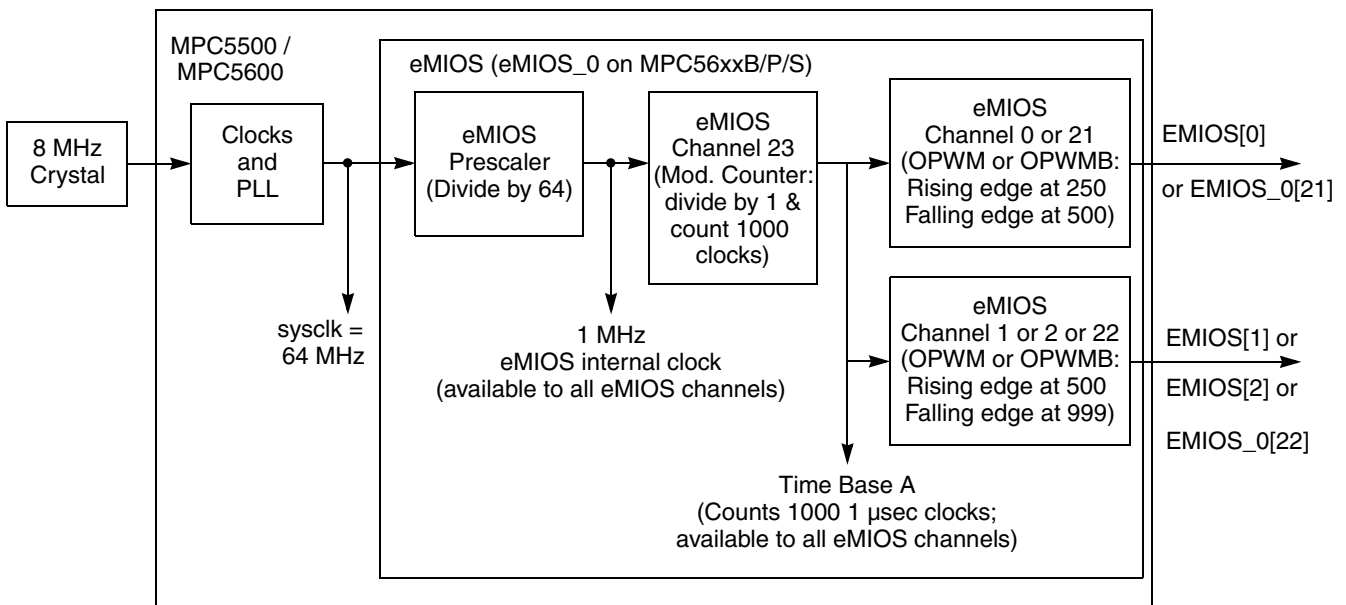 MPC5500 /
MPC5600
eMIOS (eMIOS_0 on MPC56xxB/P/S)
8 MHz
Crystal
Clocks
and
PLL
eMIOS
Prescaler
(Divide by 64)
eMIOS
Channel 23
(Mod. Counter:
divide by 1 &
count 1000
clocks)
eMIOS
Channel 0 or 21
(OPWM or OPWMB:
Rising edge at 250
Falling edge at 500)
EMIOS[0]
or EMIOS_0[21]
sysclk =
64 MHz
1 MHz
eMIOS internal clock
(available to all eMIOS channels)
eMIOS
Channel 1 or 2 or 22
(OPWM or OPWMB:
Rising edge at 500
Falling edge at 999)
EMIOS[1] or
EMIOS[2] or
EMIOS_0[22]
Time Base A
(Counts 1000 1 µsec clocks;
available to all eMIOS channels)